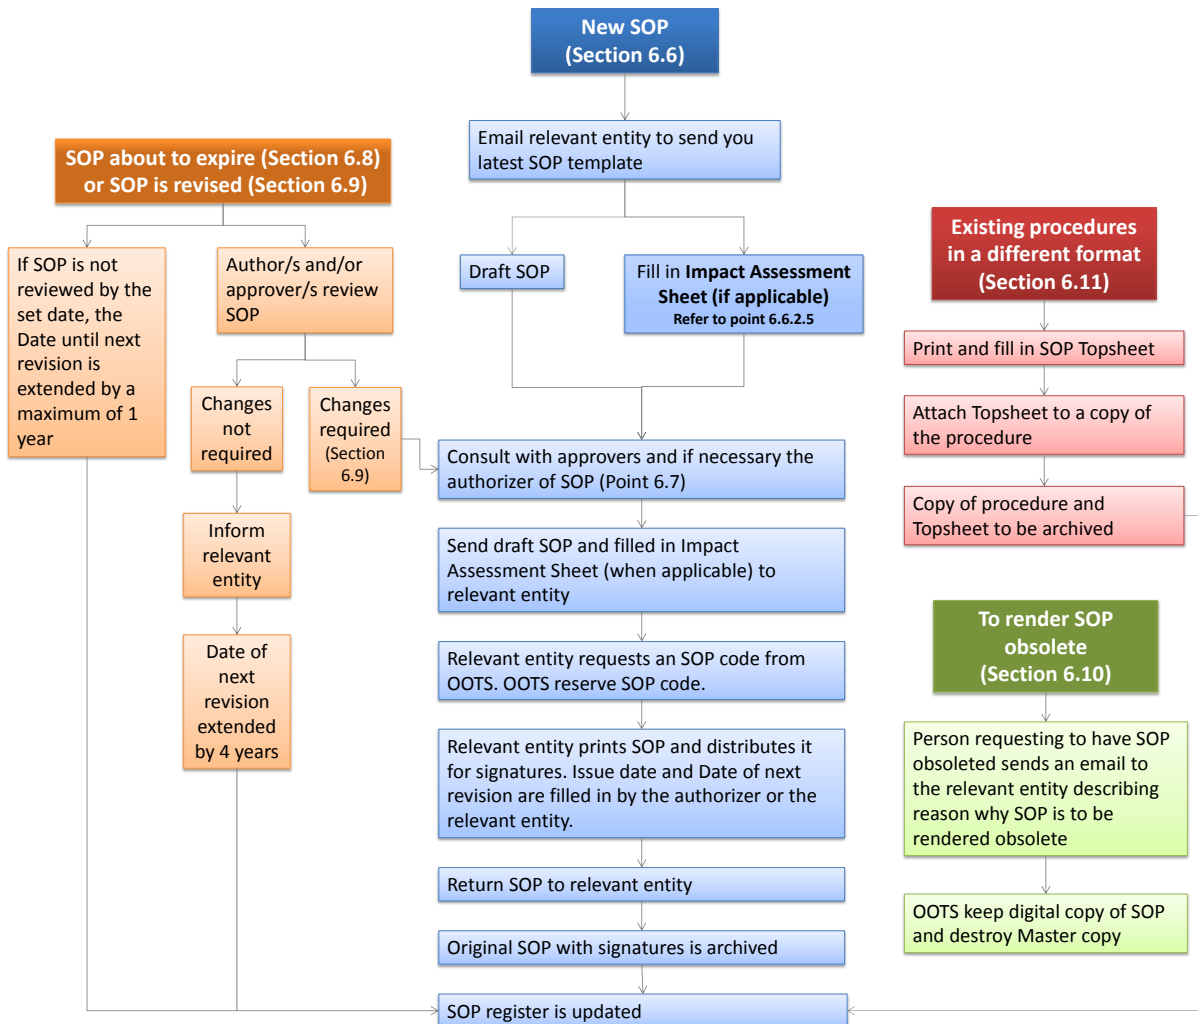 New SOP
(Section 6.6)
Email relevant entity to send you
latest SOP template
SOP about to expire (Section 6.8)
or SOP is revised (Section 6.9)
If SOP is not
reviewed by the
set date, the
Date until next
revision is
extended by a
maximum of 1
year
Author/s and/or
approver/s review
SOP
Changes
not
required
Changes
required
(Section
6.9)
Inform
relevant
entity
Date of
next
revision
extended
by 4 years
Draft SOP
Fill in Impact Assessment
Sheet (if applicable)
Refer to point 6.6.2.5
Consult with approvers and if necessary the
authorizer of SOP (Point 6.7)
Send draft SOP and filled in Impact
Assessment Sheet (when applicable) to
relevant entity
Relevant entity requests an SOP code from
OOTS. OOTS reserve SOP code.
Relevant entity prints SOP and distributes it
for signatures. Issue date and Date of next
revision are filled in by the authorizer or the
relevant entity.
Return SOP to relevant entity
Original SOP with signatures is archived
SOP register is updated
Existing procedures
in a different format
(Section 6.11)
Print and fill in SOP Topsheet
Attach Topsheet to a copy of
the procedure
Copy of procedure and
Topsheet to be archived
To render SOP
obsolete
(Section 6.10)
Person requesting to have SOP
obsoleted sends an email to
the relevant entity describing
reason why SOP is to be
rendered obsolete
OOTS keep digital copy of SOP
and destroy Master copy